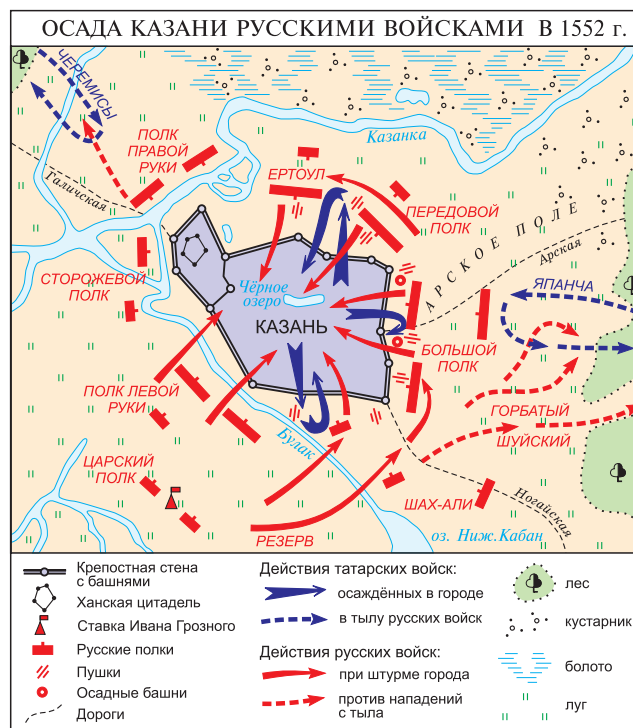 ОСАДА КАЗАНИ РУССКИМИ ВОЙСКАМИ В 1552 г.
ЧЕРЕМИСЫ
ПОЛК
ПРАВОЙ
РУКИ
Казанка
Галичская
ЕРТОУЛ
ПЕРЕДОВОЙ
ПОЛК
АРСКОЕ ПОЛЕ
Арская
СТОРОЖЕВОЙ
ПОЛК
Чёрное
озеро
ЯПАНЧА
КАЗАНЬ
БОЛЬШОЙ
ПОЛК
ПОЛК ЛЕВОЙ
РУКИ
ГОРБАТЫЙ
ШУЙСКИЙ
Булак
ЦАРСКИЙ
ПОЛК
ШАХ-АЛИ
Ногайская
РЕЗЕРВ
оз. Ниж.Кабан
Крепостная стена
с башнями
Ханская цитадель
Ставка Ивана Грозного
Русские полки
Пушки
Осадные башни
Дороги
Действия татарских войск:
осаждённых в городе
в тылу русских войск
Действия русских войск:
при штурме города
против нападений
с тыла
лес
кустарник
болото
луг